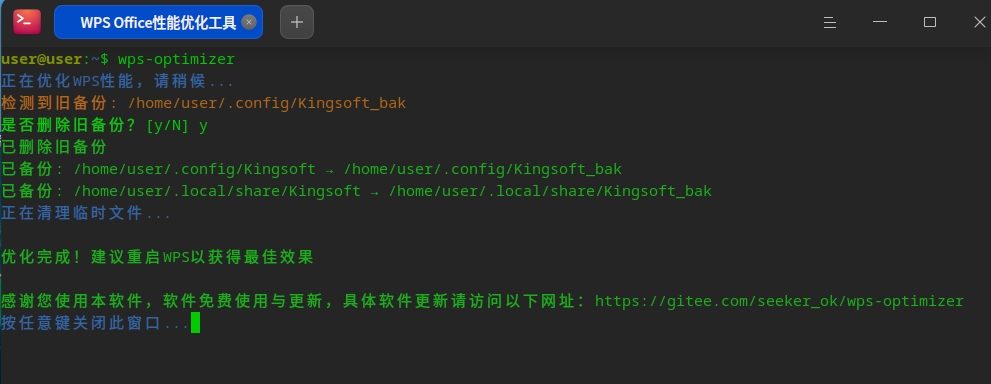 WPS Office性能优化工具
user@user:~$ wps-optimizer
正在优化WPS性能，请稍候...
检测到旧备份: /home/user/.config/Kingsoft_bak
是否删除旧备份？[y/N] y
已删除旧备份
已备份: /home/user/.config/Kingsoft → /home/user/.config/Kingsoft_bak
已备份: /home/user/.local/share/Kingsoft → /home/user/.local/share/Kingsoft_bak
正在清理临时文件...
优化完成！建议重启WPS以获得最佳效果
感谢您使用本软件，软件免费使用与更新，具体软件更新请访问以下网址：https://gitee.com/seeker_ok/wps-optimizer
按任意键关闭此窗口...